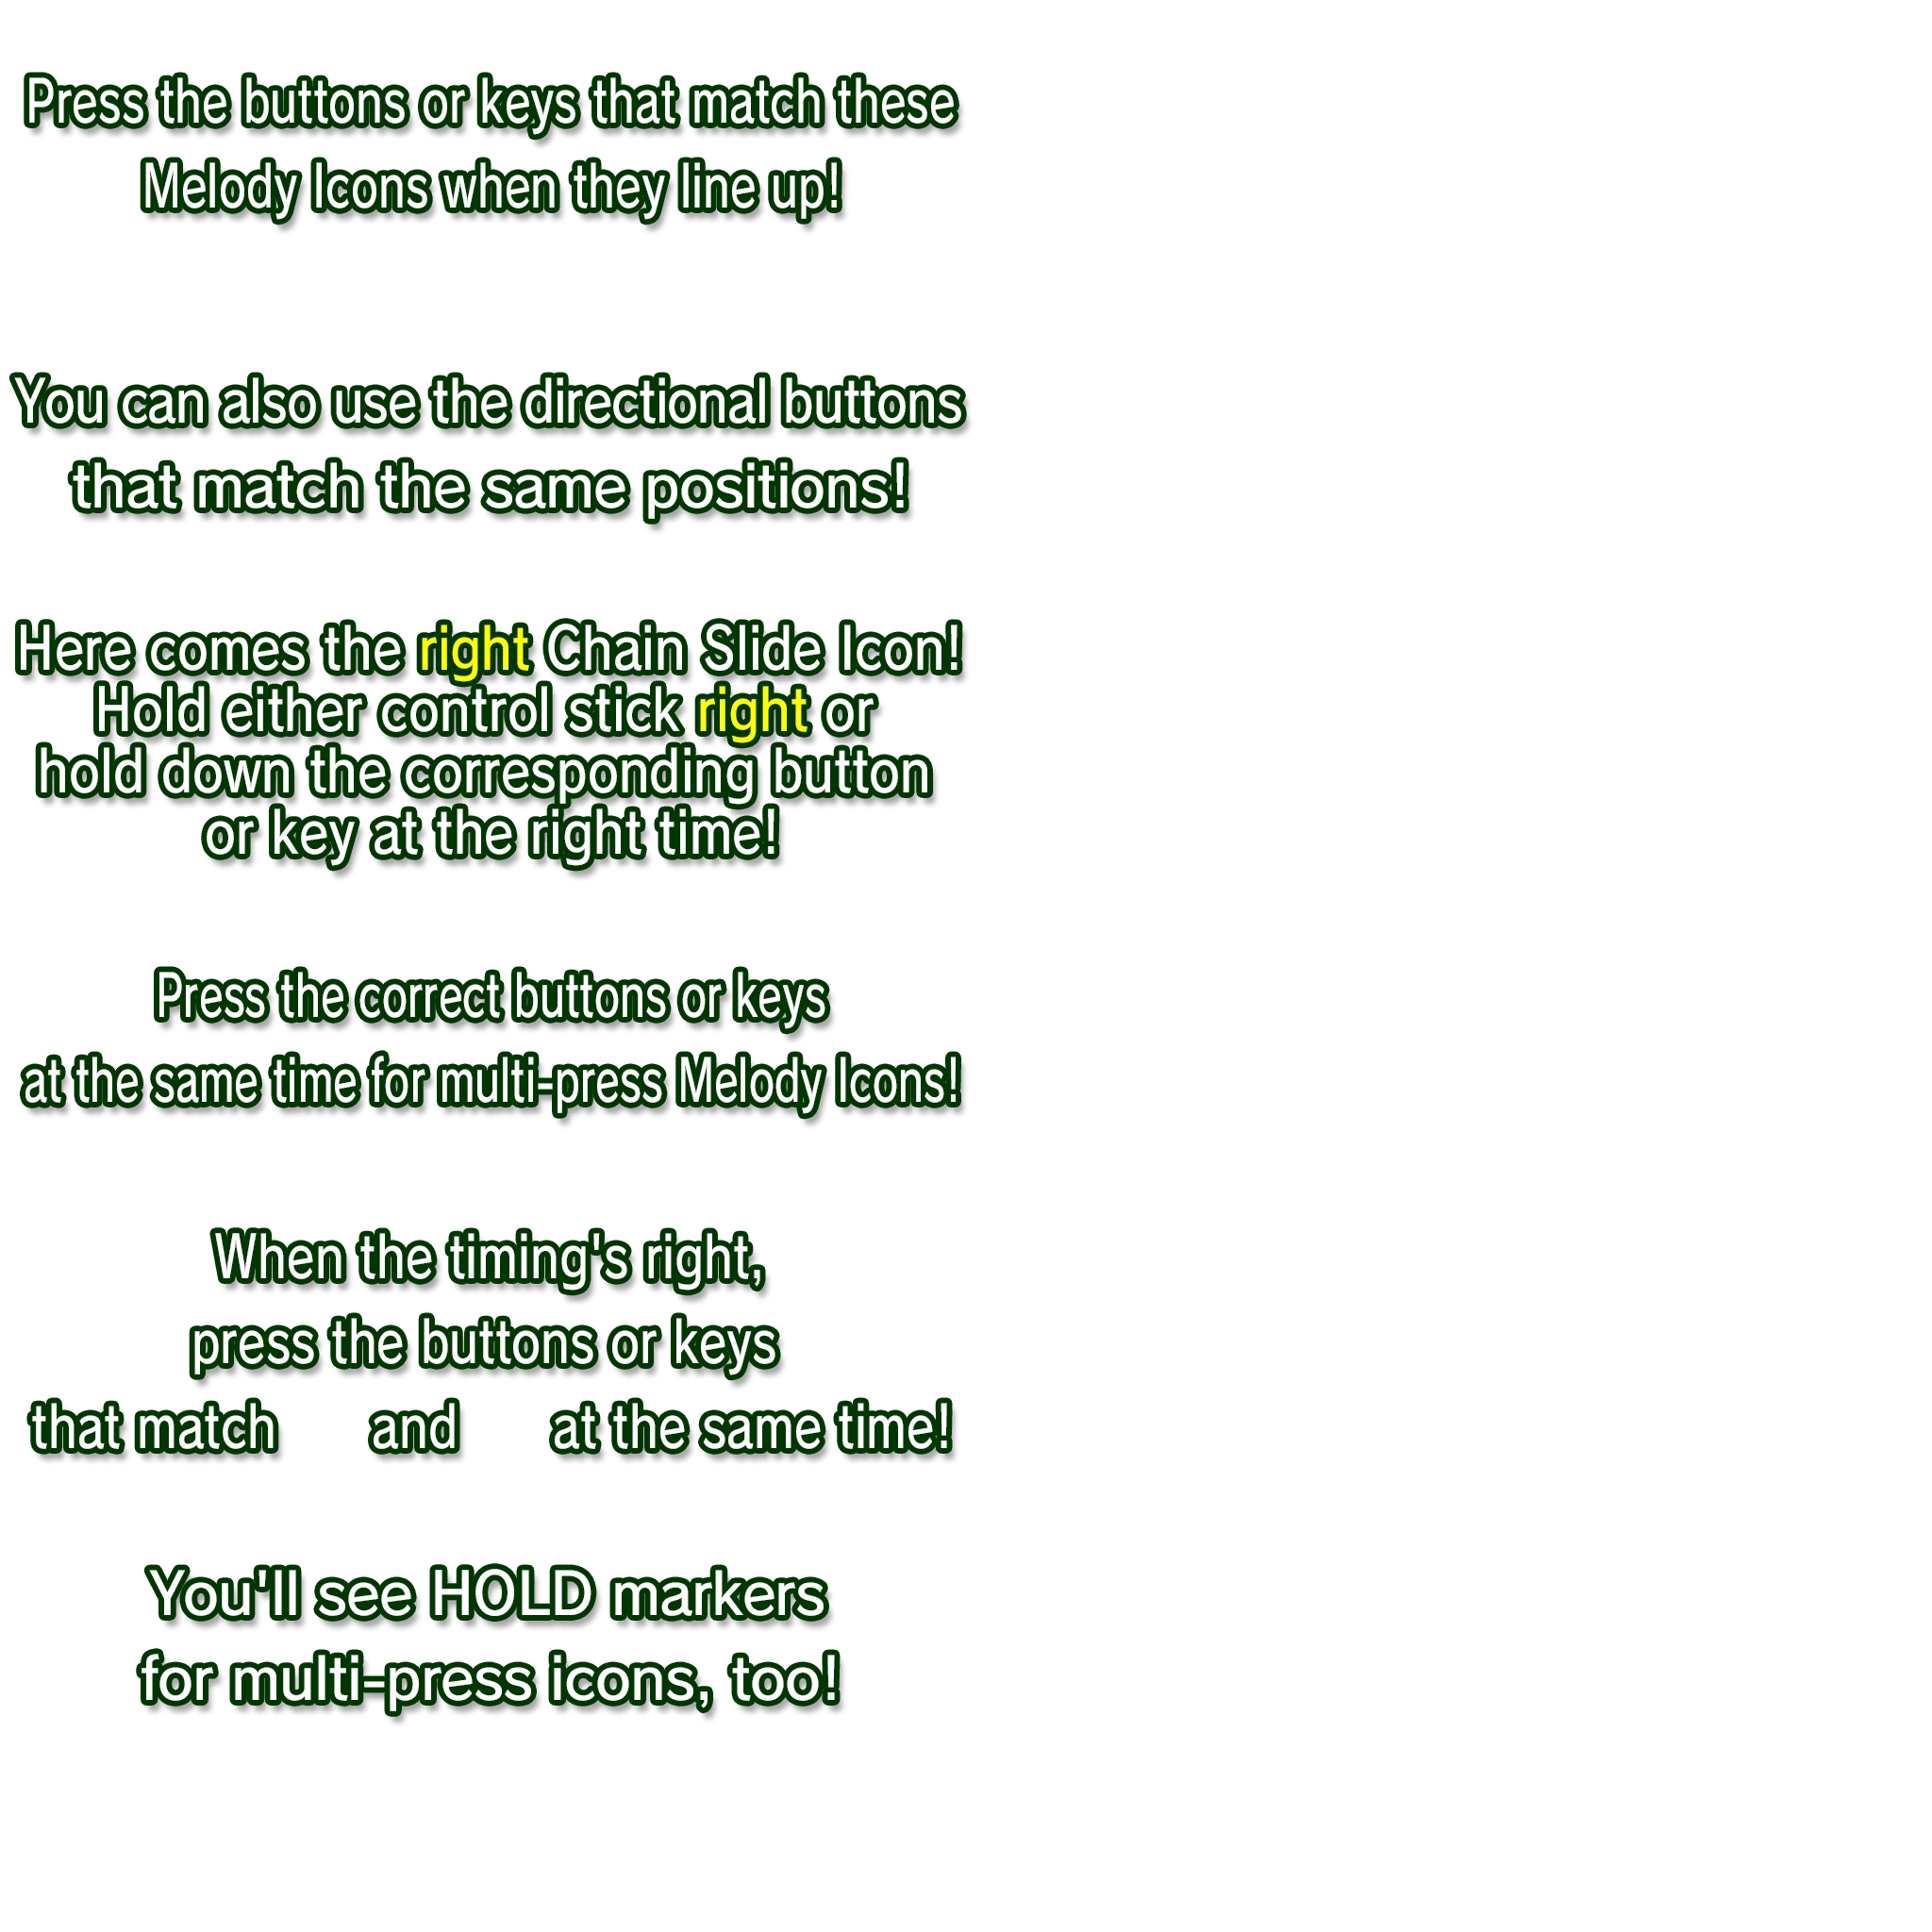 Press the buttons or keys that match these
Melody Icons when they line up!
You can also use the directional buttons
that match the same positions!
Here comes the right Chain Slide Icon!
Hold either control stick right or
hold down the corresponding button
or key at the right time!
Press the correct buttons or keys
at the same time for multi-press Melody Icons!
When the timing's right,
press the buttons or keys
that match and at the same time!
You'll see HOLD markers
for multi-press icons, too!